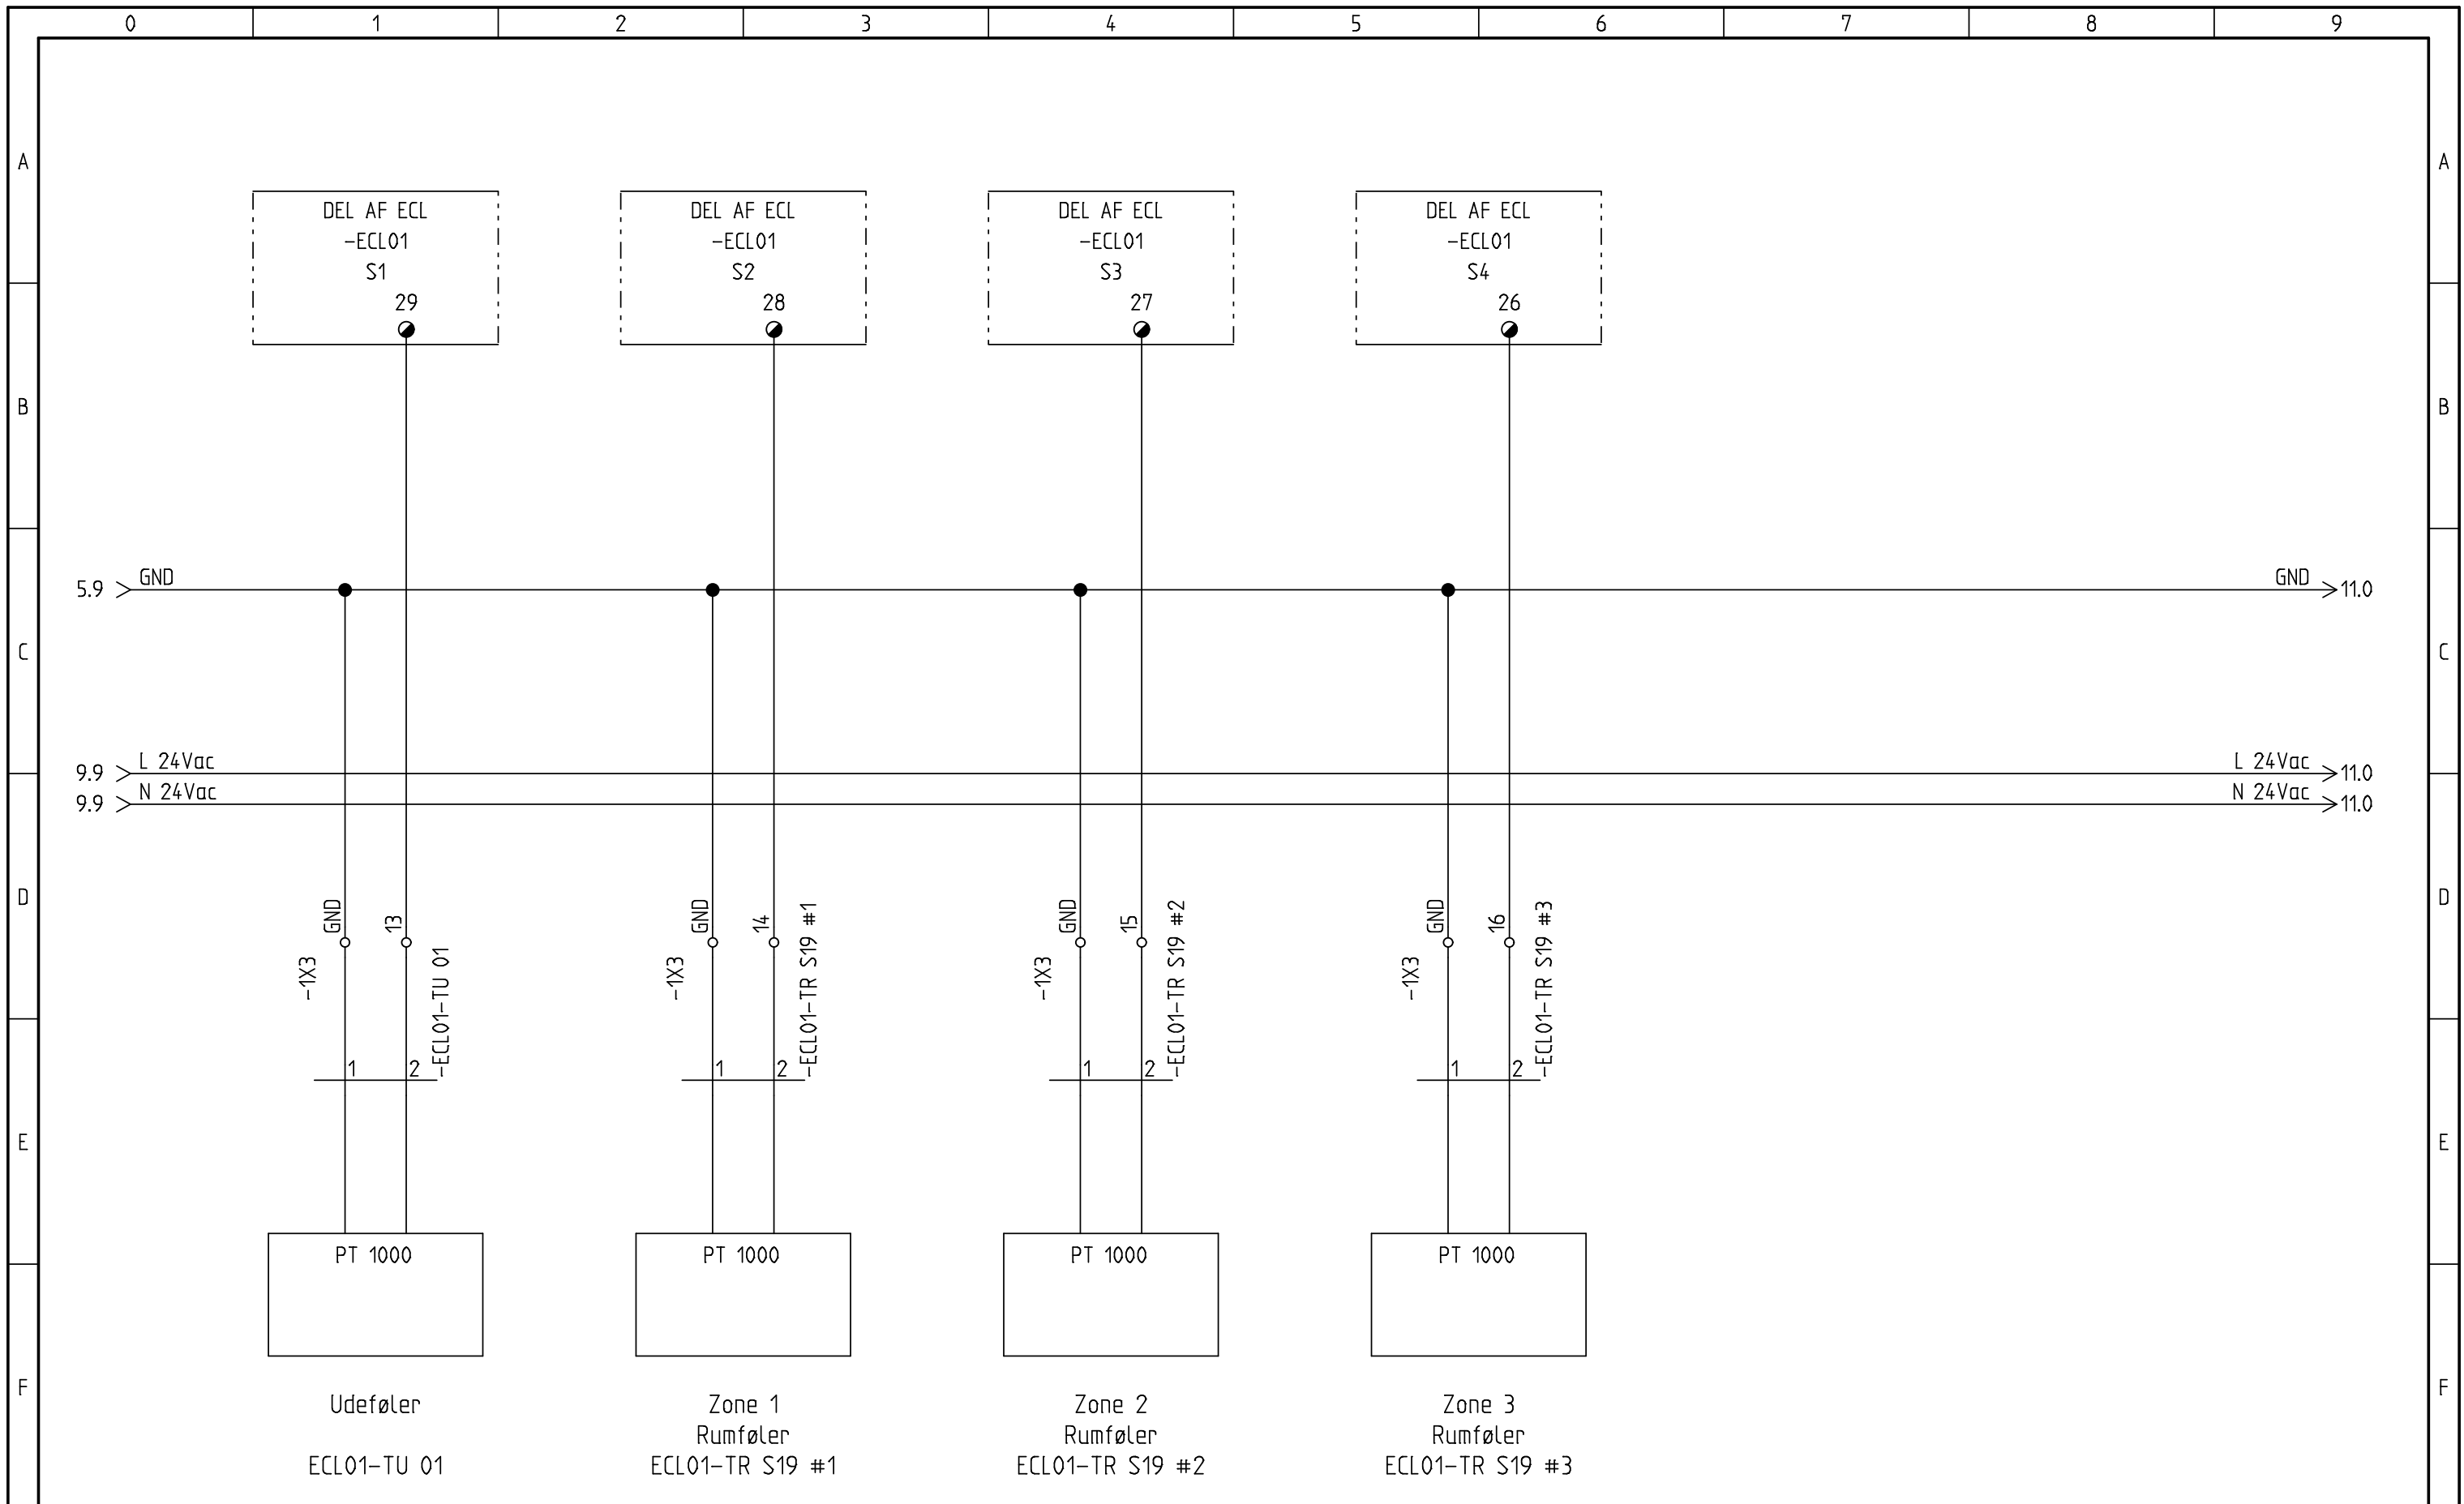 0 1 2 3 4 5 6 7 8 9
A A
DEL AF ECL DEL AF ECL DEL AF ECL DEL AF ECL
-ECL01 -ECL01 -ECL01 -ECL01
S1 S2 S3 S4
29 28 27 26
B B
5.9 GND GND 11.0
C C
9.9 L 24Vac L 24Vac 11.0
9.9 N 24Vac N 24Vac 11.0
D D
GND 13 GND 14 GND 15 GND 16
-1X3 -ECL01-TU 01 -1X3 -ECL01-TR S19 #1 -1X3 -ECL01-TR S19 #2 -1X3 -ECL01-TR S19 #3
1 2 1 2 1 2 1 2
E E
PT 1000 PT 1000 PT 1000 PT 1000
F F
Udeføler Zone 1 Zone 2 Zone 3
Rumføler Rumføler Rumføler
ECL01-TU 01 ECL01-TR S19 #1 ECL01-TR S19 #2 ECL01-TR S19 #3